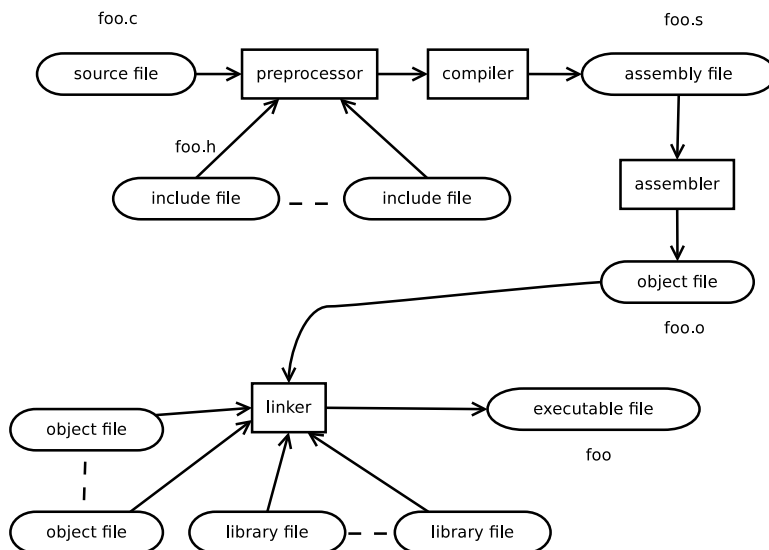 foo.c
foo.s
source file
preprocessor
compiler
assembly file
foo.h
include file
include file
assembler
object file
foo.o
linker
executable file
object file
foo
object file
library file
library file